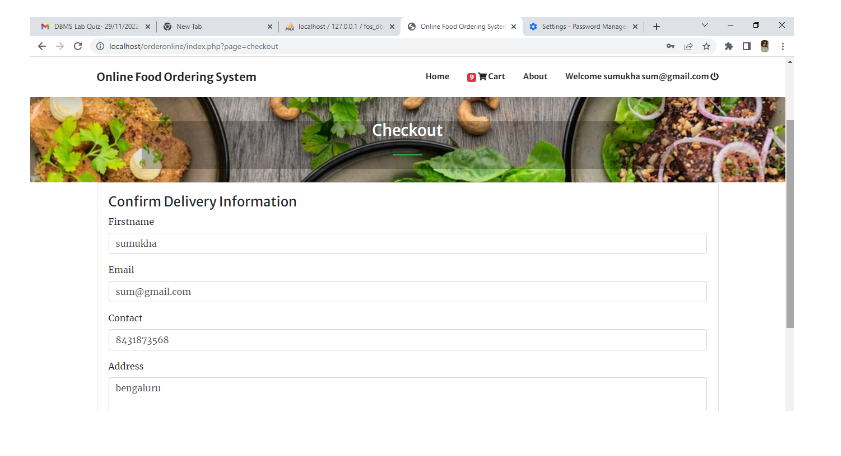 DBMS Lab Quiz- 29/11/2022
New Tab
localhost / 127.0.0.1 / fos_db
Online Food Ordering System
Settings - Password Manager
localhost/orderonline/index.php?page=checkout
Online Food Ordering System
Home
9 Cart
About
Welcome sumukha sum@gmail.com
Checkout
Confirm Delivery Information
Firstname
sumukha
Email
sum@gmail.com
Contact
8431873568
Address
bengaluru